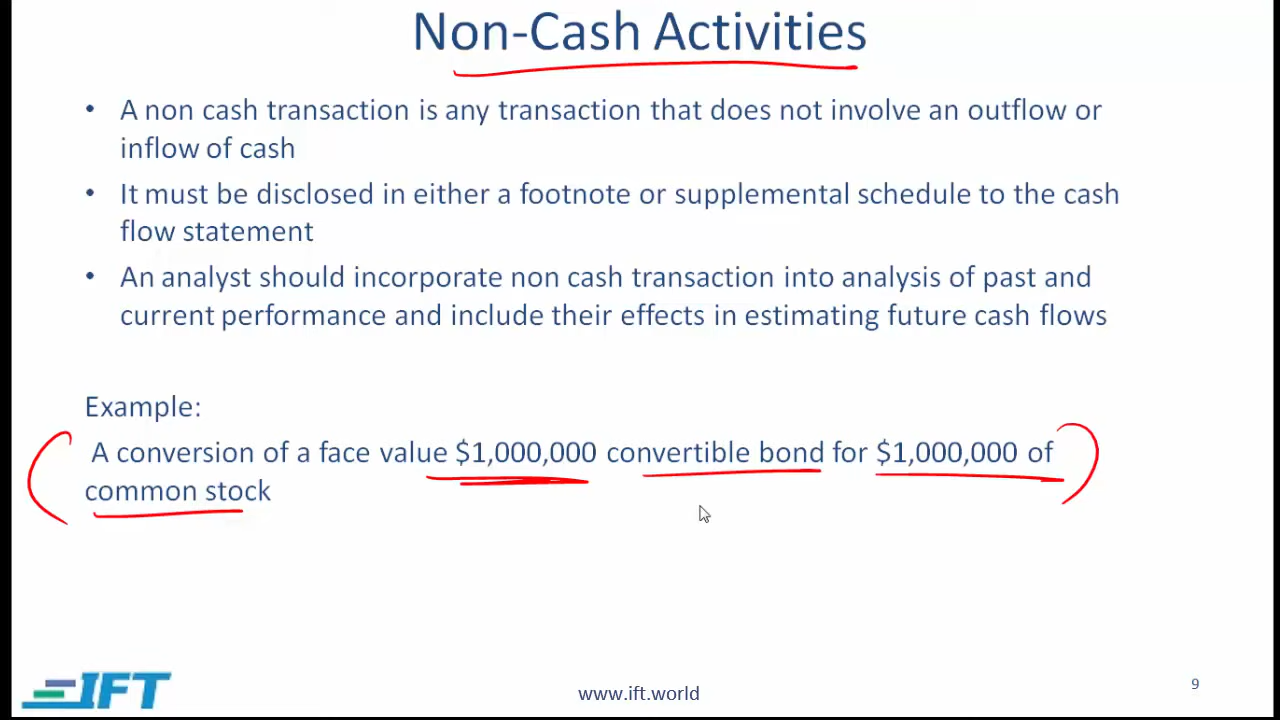 Non-Cash Activities
• A non cash transaction is any transaction that does not involve an outflow or
inflow of cash
• It must be disclosed in either a footnote or supplemental schedule to the cash
flow statement
• An analyst should incorporate non cash transaction into analysis of past and
current performance and include their effects in estimating future cash flows
Example:
A conversion of a face value $1,000,000 convertible bond for $1,000,000 of
common stock
IFT
www.ift.world
9